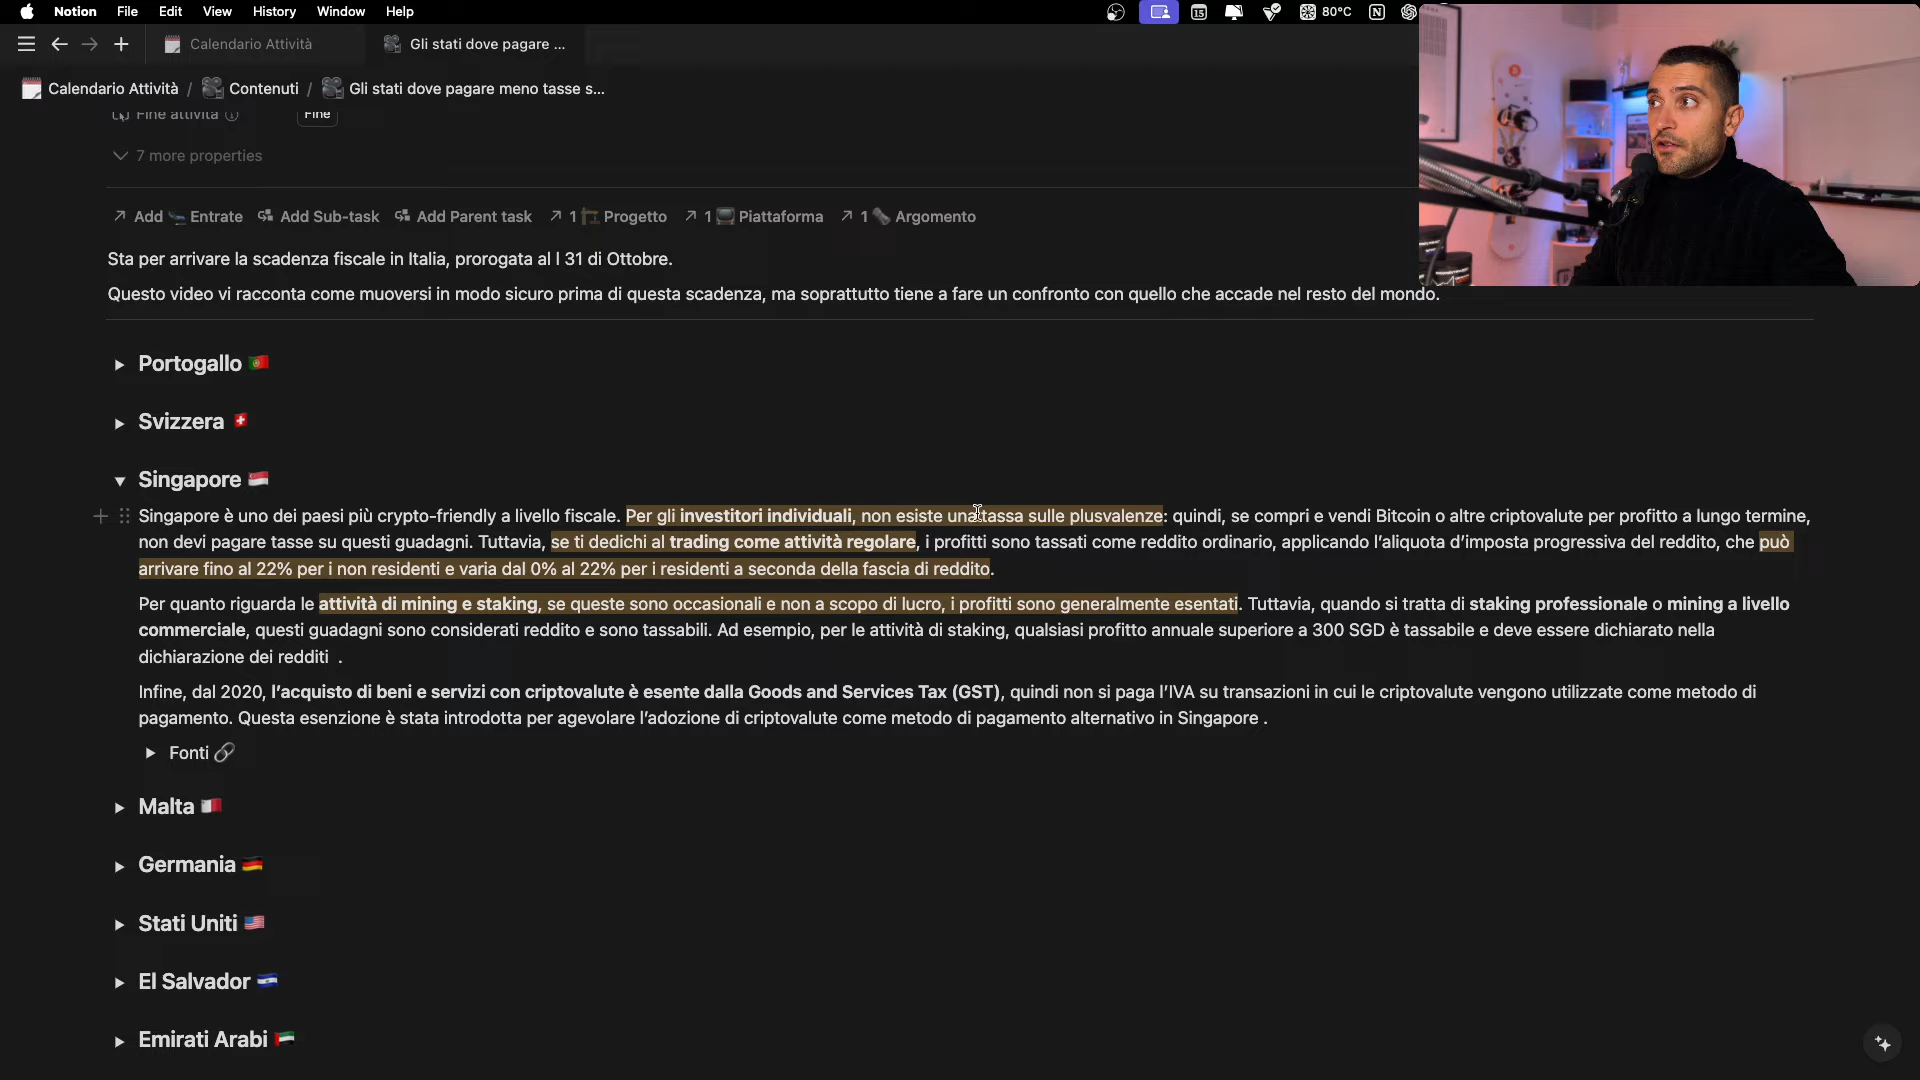 Notion File Edit View History Window Help
15
80°C
Calendario Attività
Gli stati dove pagare ...
Calendario Attività / Contenuti / Gli stati dove pagare meno tasse s...
Fine attività
Fine
7 more properties
Add Entrate Add Sub-task Add Parent task 1 Progetto 1 Piattaforma 1 Argomento
Sta per arrivare la scadenza fiscale in Italia, prorogata al l 31 di Ottobre.
Questo video vi racconta come muoversi in modo sicuro prima di questa scadenza, ma soprattutto tiene a fare un confronto con quello che accade nel resto del mondo.
Portogallo 🇵🇹
Svizzera 🇨🇭
Singapore 🇸🇬
Singapore è uno dei paesi più crypto-friendly a livello fiscale. Per gli investitori individuali, non esiste una tassa sulle plusvalenze: quindi, se compri e vendi Bitcoin o altre criptovalute per profitto a lungo termine,
non devi pagare tasse su questi guadagni. Tuttavia, se ti dedichi al trading come attività regolare, i profitti sono tassati come reddito ordinario, applicando l'aliquota d'imposta progressiva del reddito, che può
arrivare fino al 22% per i non residenti e varia dal 0% al 22% per i residenti a seconda della fascia di reddito.
Per quanto riguarda le attività di mining e staking, se queste sono occasionali e non a scopo di lucro, i profitti sono generalmente esentati. Tuttavia, quando si tratta di staking professionale o mining a livello
commerciale, questi guadagni sono considerati reddito e sono tassabili. Ad esempio, per le attività di staking, qualsiasi profitto annuale superiore a 300 SGD è tassabile e deve essere dichiarato nella
dichiarazione dei redditi .
Infine, dal 2020, l'acquisto di beni e servizi con criptovalute è esente dalla Goods and Services Tax (GST), quindi non si paga l'IVA su transazioni in cui le criptovalute vengono utilizzate come metodo di
pagamento. Questa esenzione è stata introdotta per agevolare l'adozione di criptovalute come metodo di pagamento alternativo in Singapore .
Fonti 🔗
Malta 🇲🇹
Germania 🇩🇪
Stati Uniti 🇺🇸
El Salvador 🇸🇻
Emirati Arabi 🇦🇪